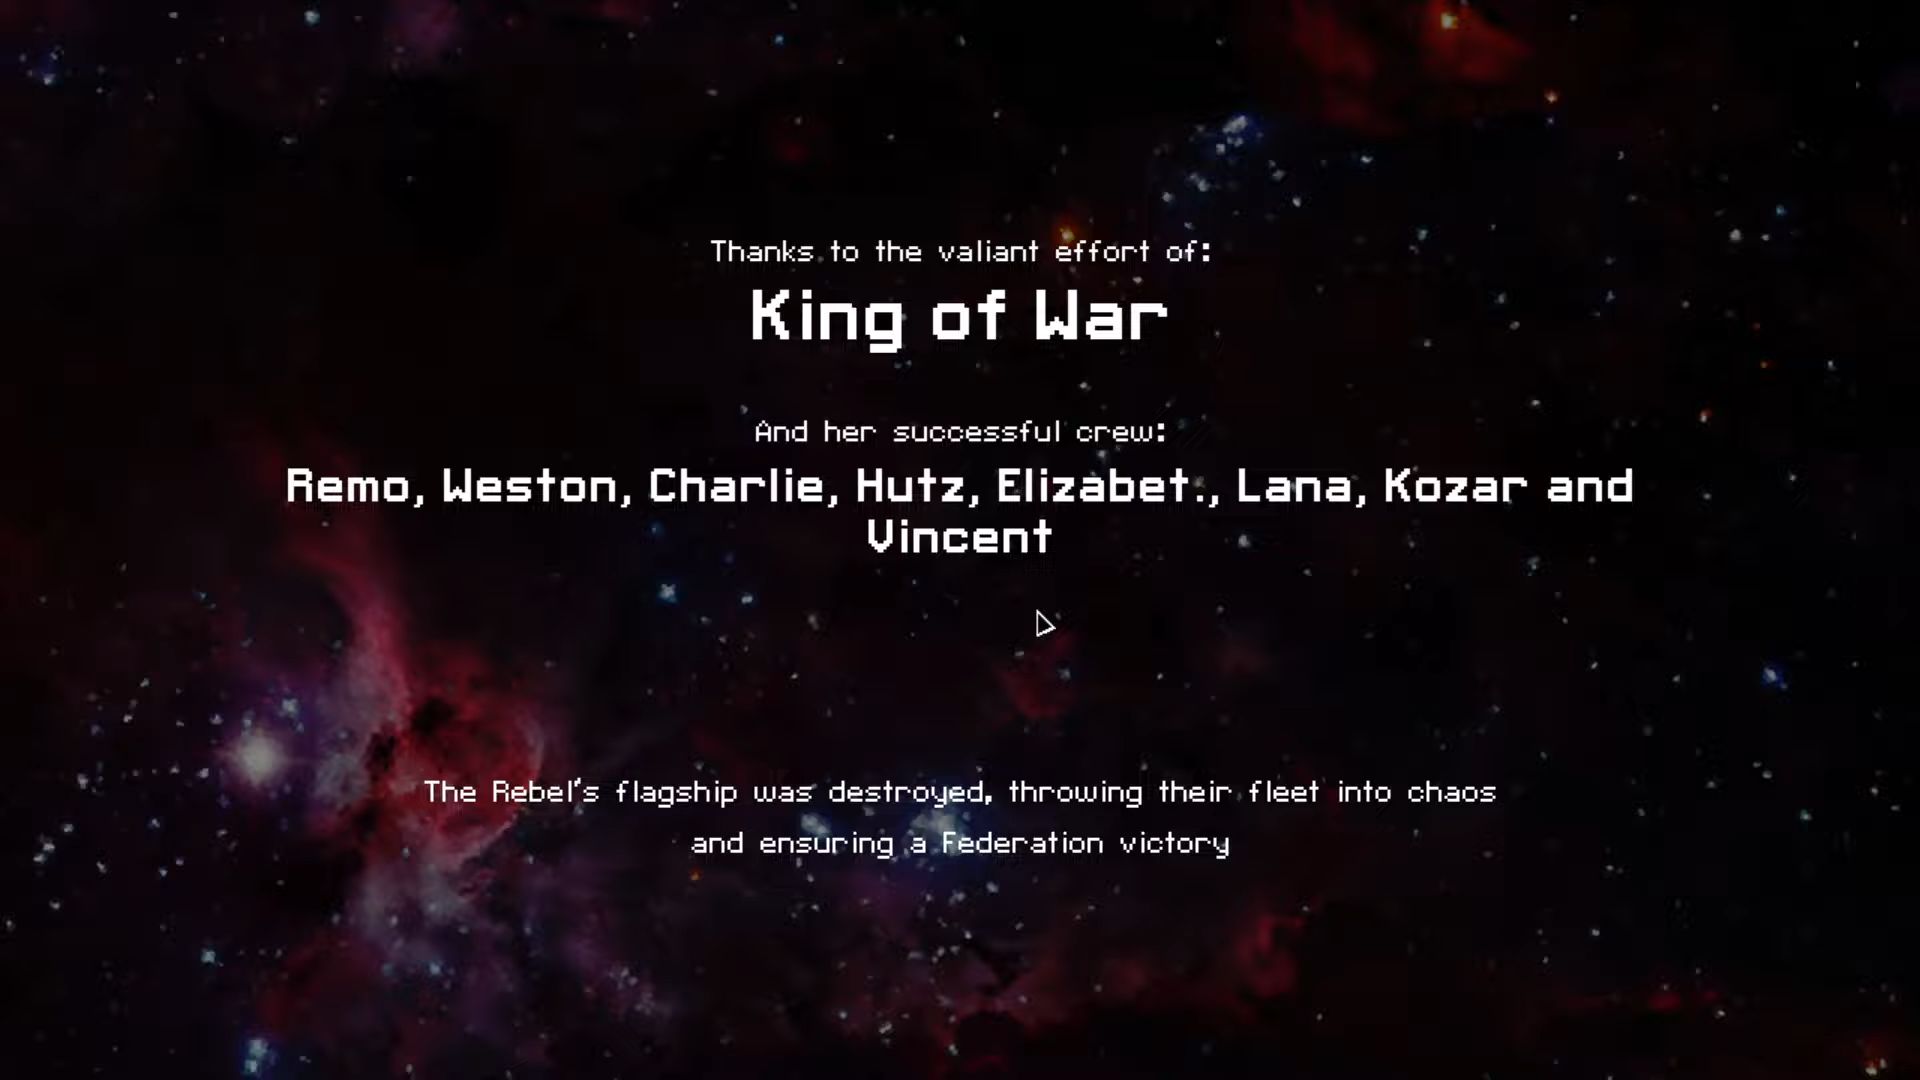 Thanks to the valiant effort of:
King of War
And her successful crew:
Remo, Weston, Charlie, Hutz, Elizabet., Lana, Kozar and
Vincent
The Rebel's flagship was destroyed, throwing their fleet into chaos
and ensuring a Federation victory